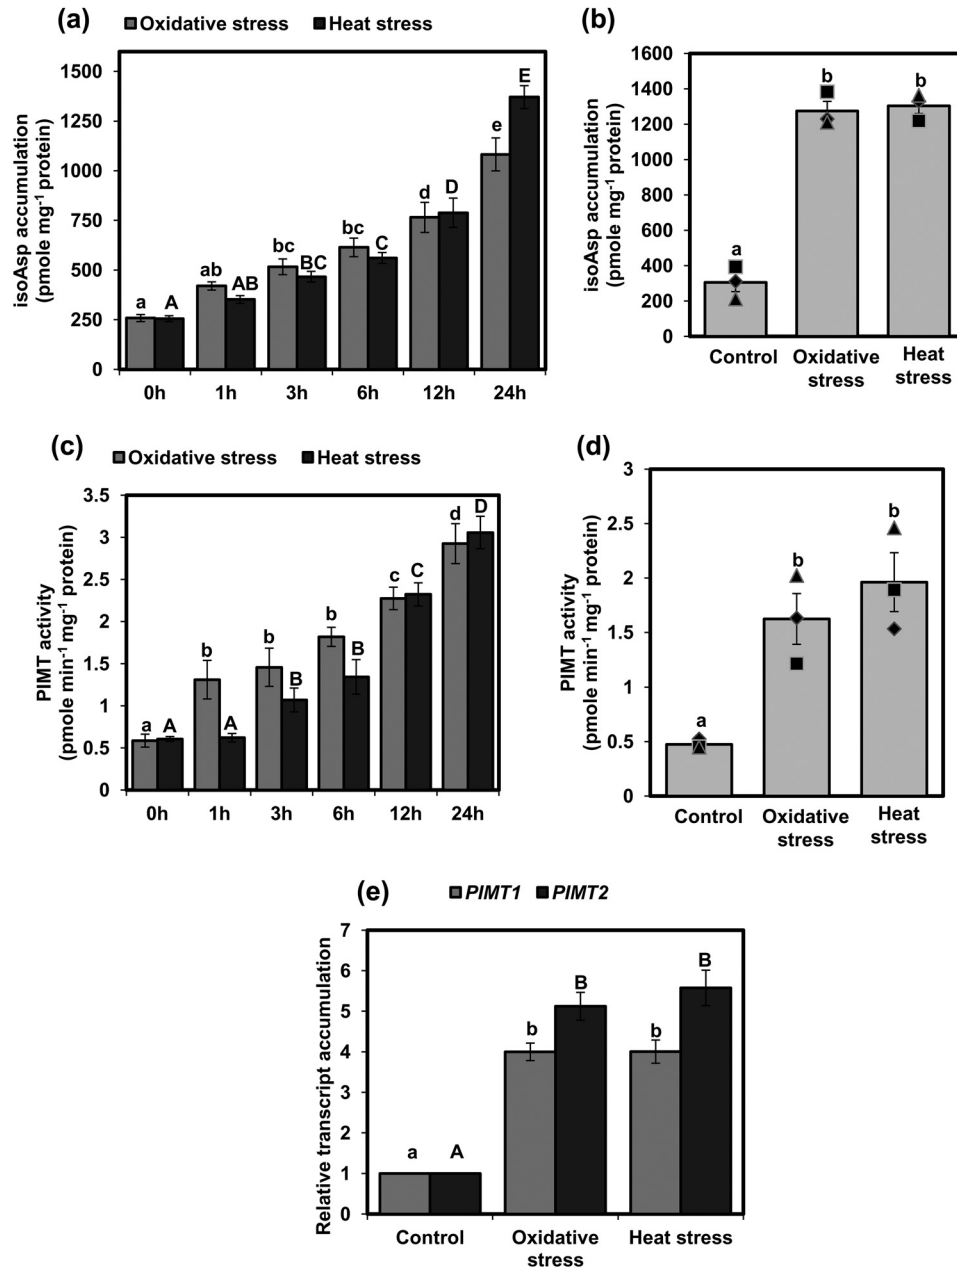 (a)
Oxidative stress
Heat stress
isoAsp accumulation
(pmole mg⁻¹ protein)
1500
1250
1000
750
500
250
0
a
A
ab
AB
bc
BC
bc
C
d
D
e
E
0h
1h
3h
6h
12h
24h
(b)
isoAsp accumulation
(pmole mg⁻¹ protein)
1600
1400
1200
1000
800
600
400
200
0
a
b
b
Control
Oxidative
stress
Heat
stress
(c)
Oxidative stress
Heat stress
PIMT activity
(pmole min⁻¹ mg⁻¹ protein)
3.5
3
2.5
2
1.5
1
0.5
0
a
A
b
A
b
B
b
B
c
C
d
D
0h
1h
3h
6h
12h
24h
(d)
PIMT activity
(pmole min⁻¹ mg⁻¹ protein)
3
2.5
2
1.5
1
0.5
0
a
b
b
Control
Oxidative
stress
Heat
stress
(e)
PIMT1
PIMT2
Relative transcript accumulation
7
6
5
4
3
2
1
0
a
A
b
B
b
B
Control
Oxidative
stress
Heat stress